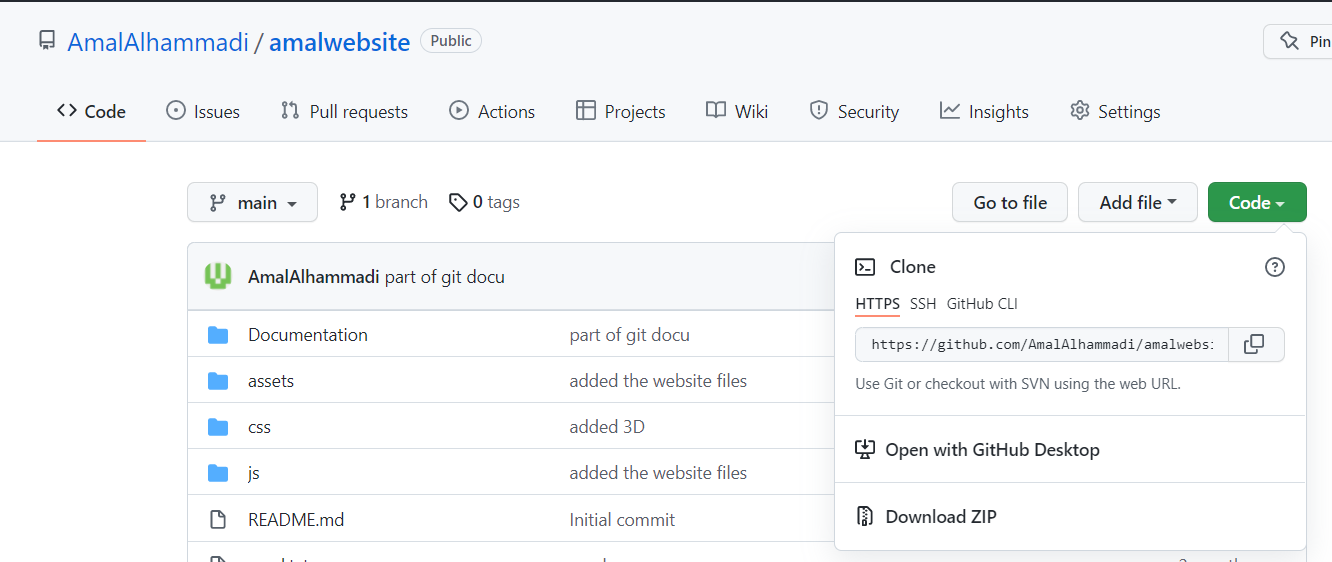 AmalAlhammadi / amalwebsite Public
Pin
Code Issues Pull requests Actions Projects Wiki Security Insights Settings
main 1 branch 0 tags Go to file Add file Code
AmalAlhammadi part of git docu
Documentation part of git docu
assets added the website files
css added 3D
js added the website files
README.md Initial commit
Clone
HTTPS SSH GitHub CLI
https://github.com/AmalAlhammadi/amalwebsi
Use Git or checkout with SVN using the web URL.
Open with GitHub Desktop
Download ZIP